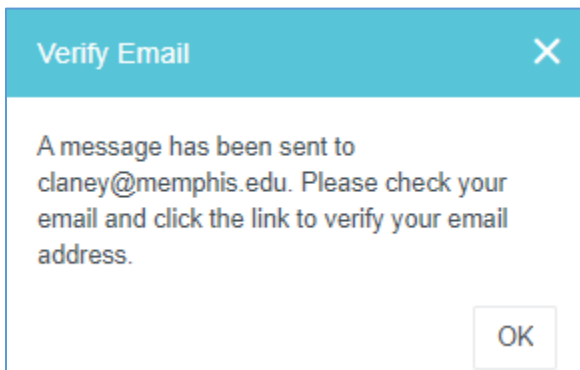 Verify Email
A message has been sent to
claney@memphis.edu. Please check your
email and click the link to verify your email
address.
OK